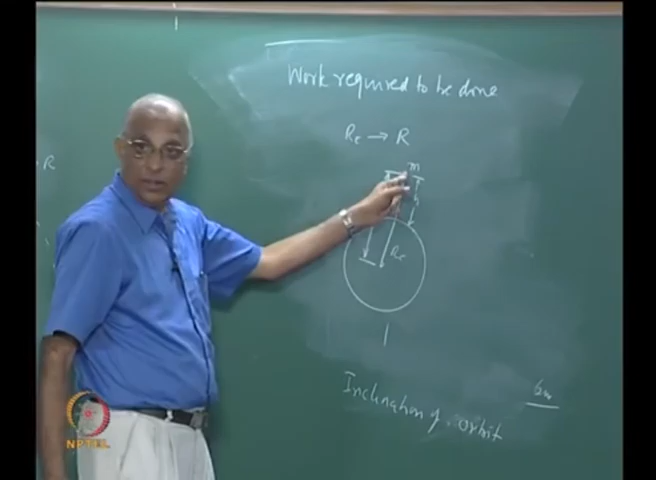 Work required to be done
R
Re → R
m
h
Re
Inclination of orbit
NPTEL